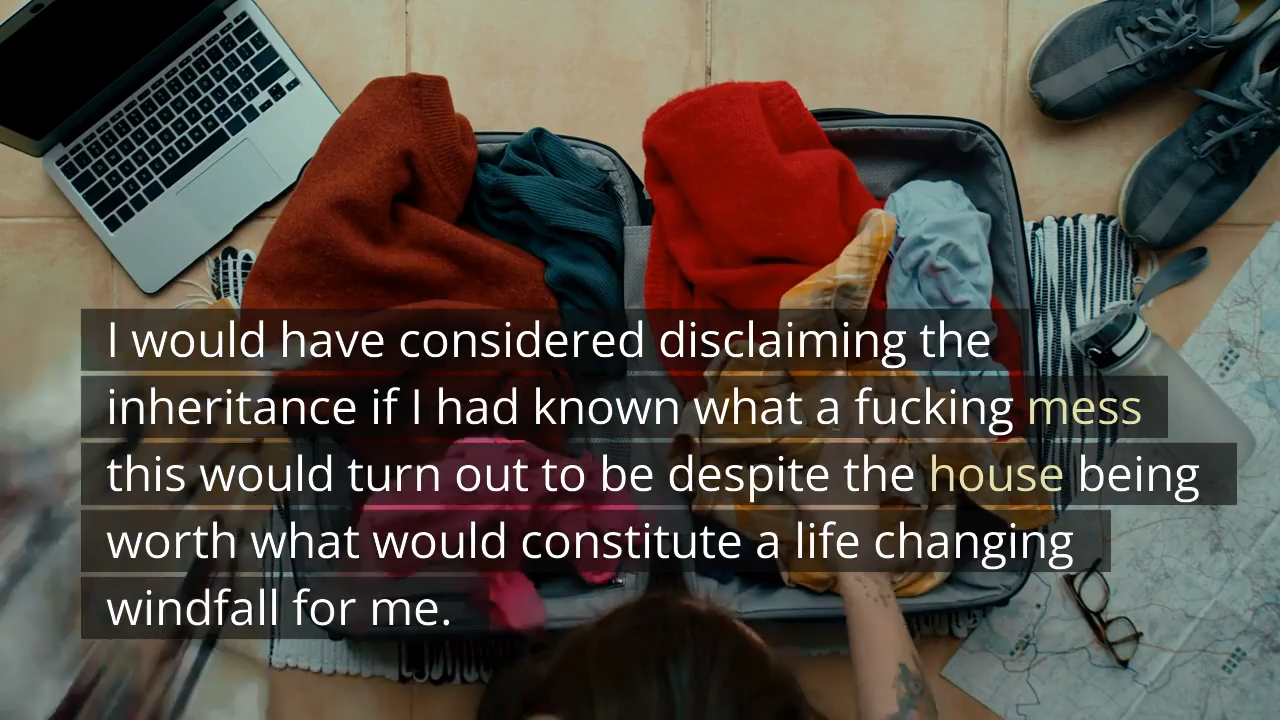 I would have considered disclaiming the
inheritance if I had known what a fucking mess
this would turn out to be despite the house being
worth what would constitute a life changing
windfall for me.